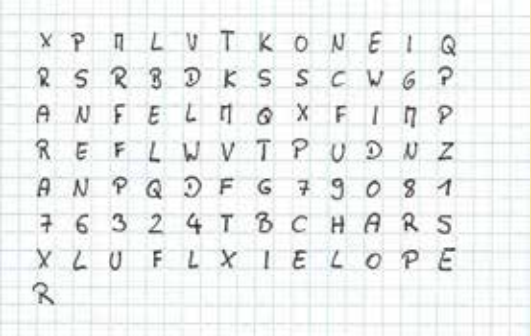 X P M L V T K O N E I Q
R S R B D K S S C W G P
A N F E L M Q X F I M P
R E F L W V T P U D N Z
A N P Q D F G 7 9 0 8 1
7 6 3 2 4 T B C H A R S
X L U F L X I E L O P E
R